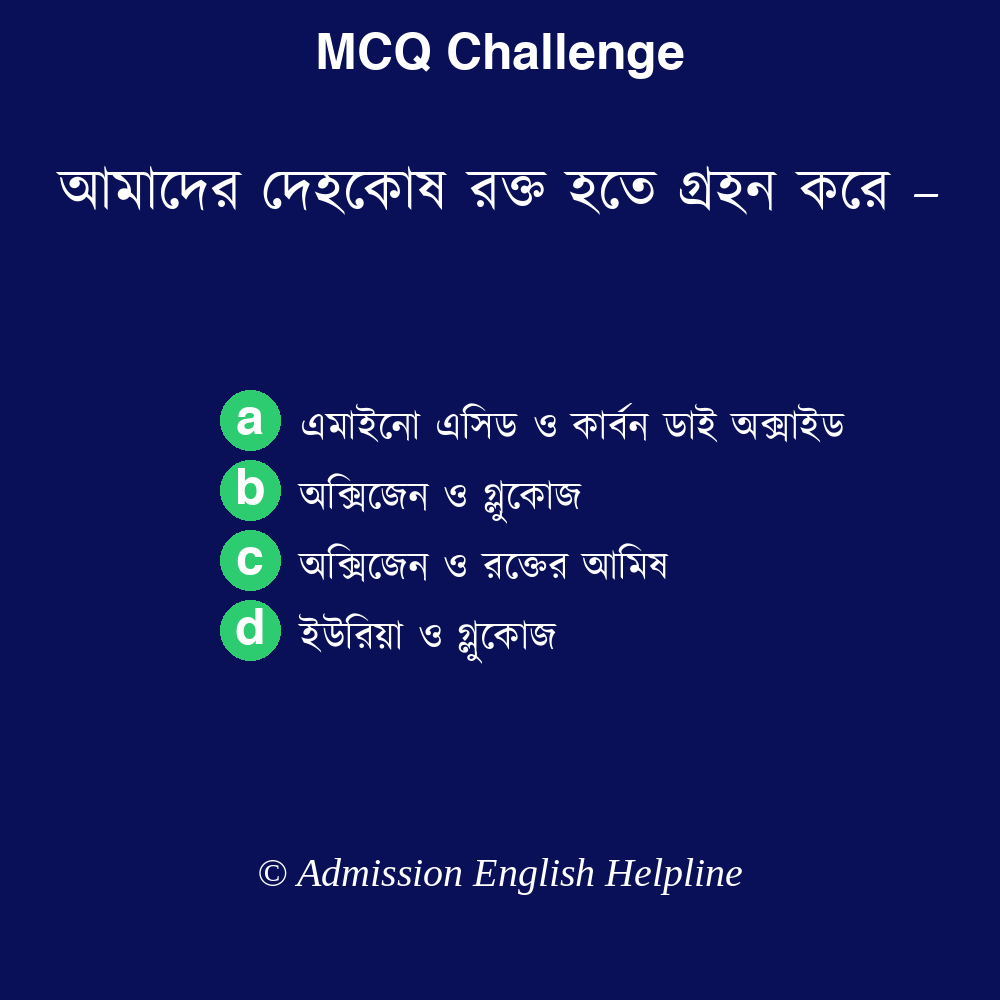 MCQ Challenge
আমাদের দেহকোষ রক্ত হতে গ্রহন করে –
a এমাইনো এসিড ও কার্বন ডাই অক্সাইড
b অক্সিজেন ও গ্লুকোজ
c অক্সিজেন ও রক্তের আমিষ
d ইউরিয়া ও গ্লুকোজ
© Admission English Helpline